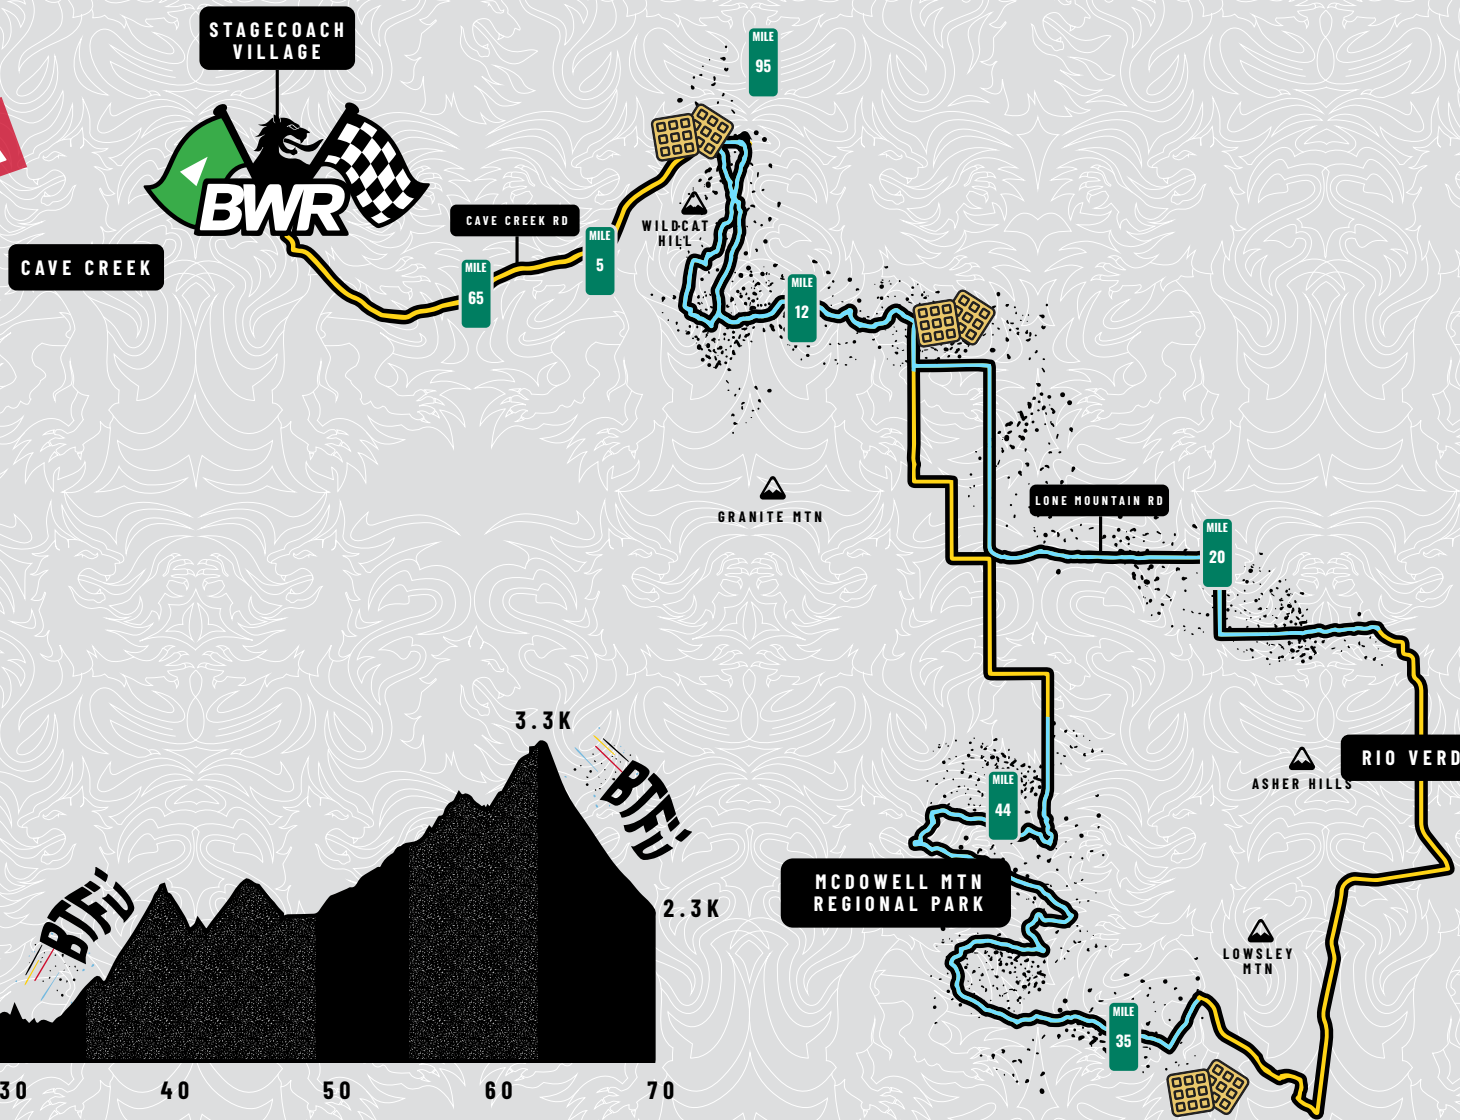 STAGECOACH
VILLAGE
MILE
95
BWR
CAVE CREEK RD
CAVE CREEK
MILE
65
MILE
5
WILDCAT
HILL
MILE
12
GRANITE MTN
LONE MOUNTAIN RD
MILE
20
RIO VERD
ASHER HILLS
3.3K
BTFU
MILE
44
BTFU
MCDOWELL MTN
REGIONAL PARK
2.3K
LOWSLEY
MTN
MILE
35
30 40 50 60 70